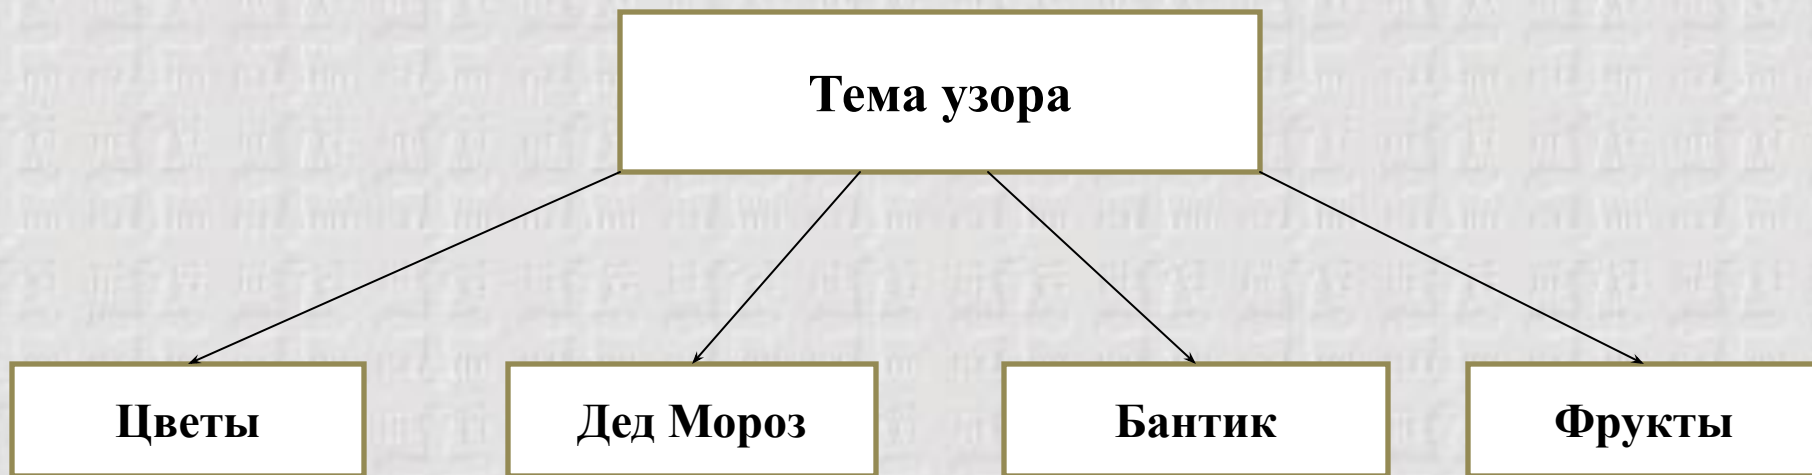 Тема узора
Цветы
Дед Мороз
Бантик
Фрукты